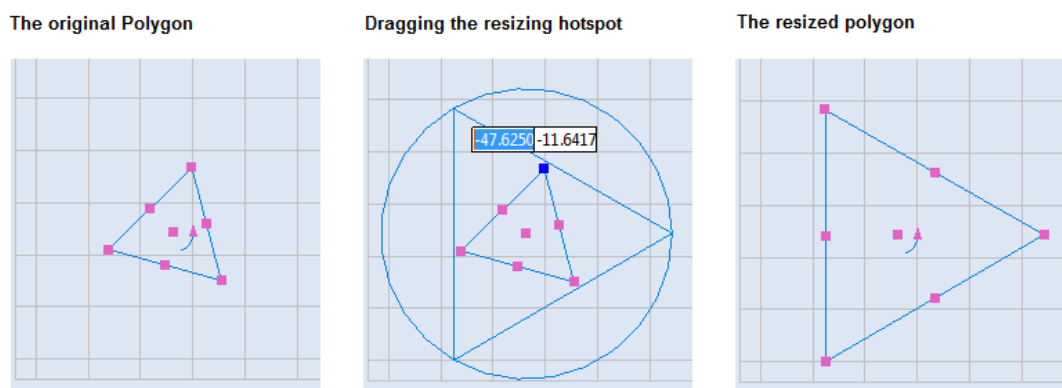 The original Polygon
Dragging the resizing hotspot
The resized polygon
-47.6250 -11.6417